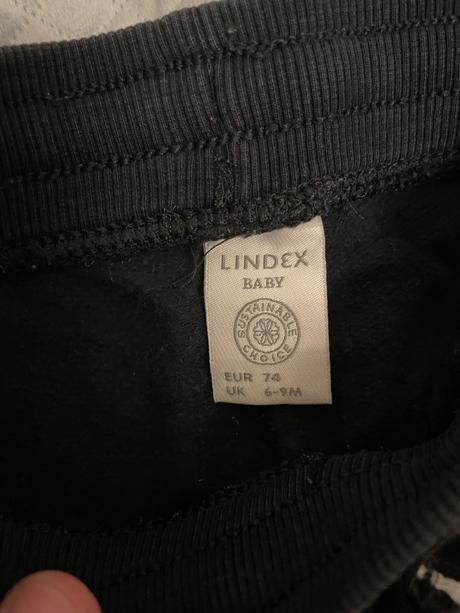 LINDEX
BABY
SUSTAINABLE
CHOICE
EUR 74
UK 6-9M